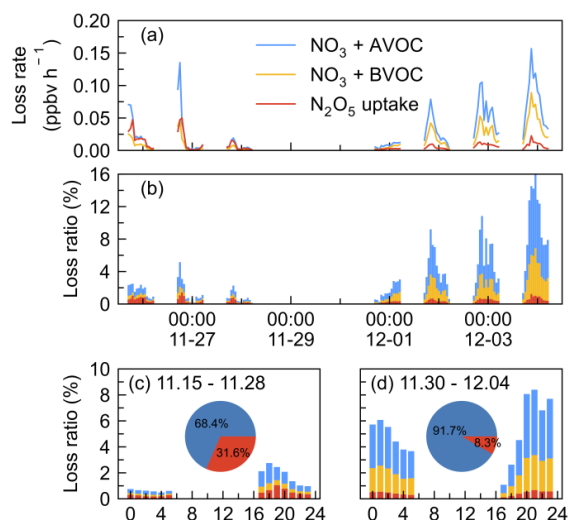 (a)
NO₃ + AVOC
NO₃ + BVOC
N₂O₅ uptake
Loss rate
(ppbv h⁻¹)
0.20
0.15
0.10
0.05
0.00
(b)
Loss ratio (%)
16
12
8
4
0
00:00 00:00 00:00 00:00
11-27 11-29 12-01 12-03
(c) 11.15 - 11.28
68.4%
31.6%
Loss ratio (%)
10
8
6
4
2
0
0 4 8 12 16 20 24
(d) 11.30 - 12.04
91.7%
8.3%
0 4 8 12 16 20 24